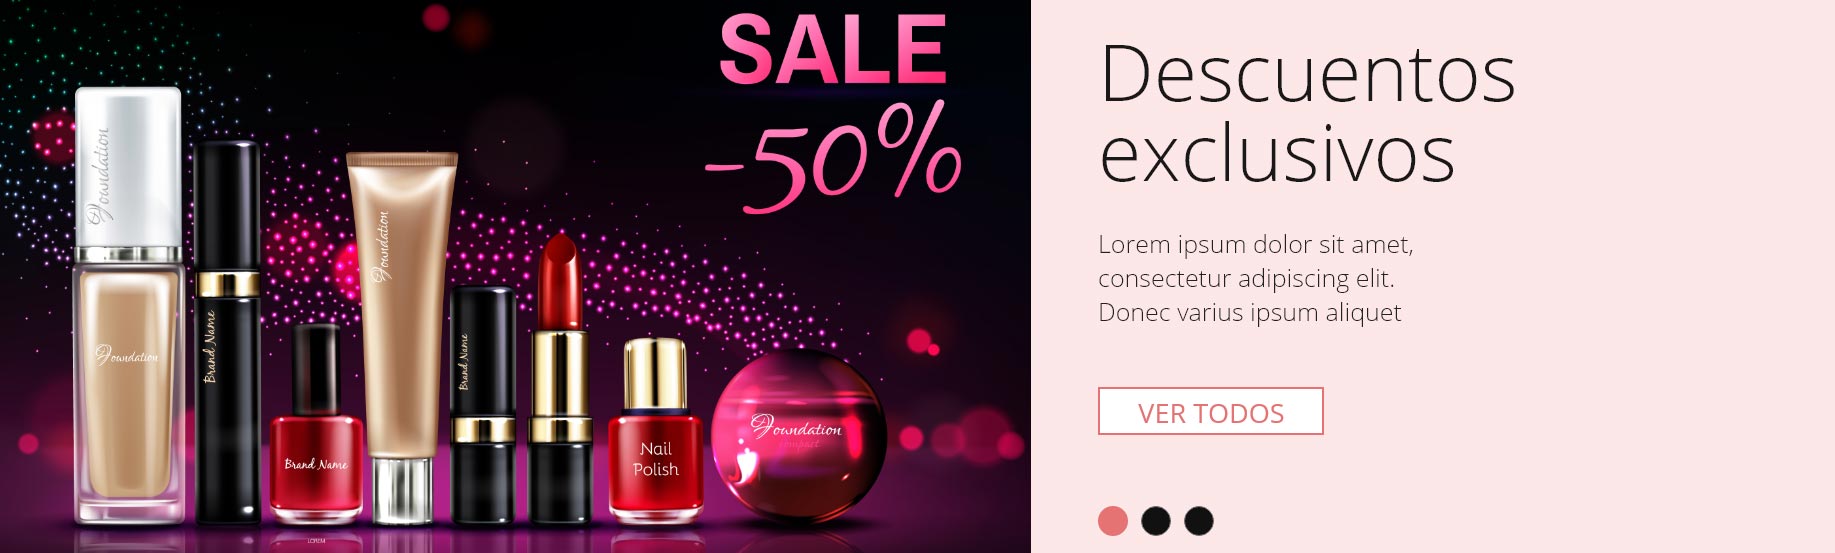 SALE
-50%
Foundation
Foundation
Brand Name
Brand Name
Foundation
Brand Name
Nail
Polish
Foundation
compact
LOREM
Descuentos
exclusivos
Lorem ipsum dolor sit amet,
consectetur adipiscing elit.
Donec varius ipsum aliquet
VER TODOS